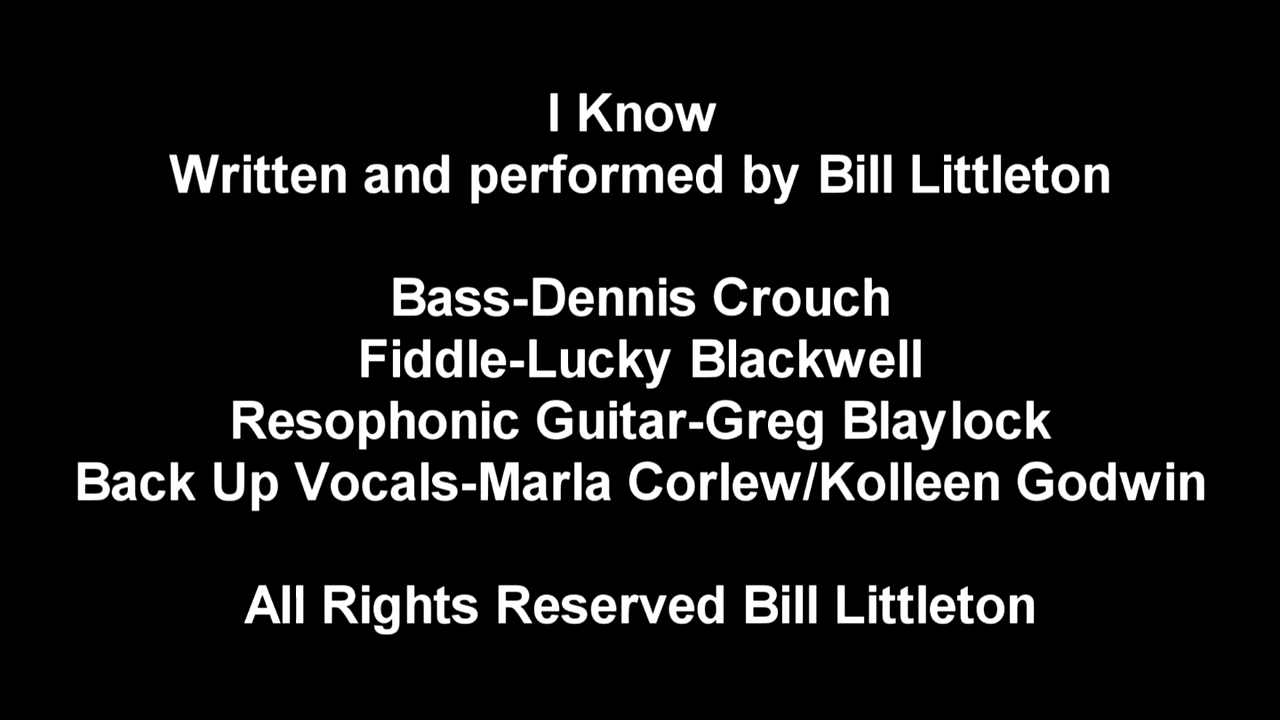 I Know
Written and performed by Bill Littleton
Bass-Dennis Crouch
Fiddle-Lucky Blackwell
Resophonic Guitar-Greg Blaylock
Back Up Vocals-Marla Corlew/Kolleen Godwin
All Rights Reserved Bill Littleton